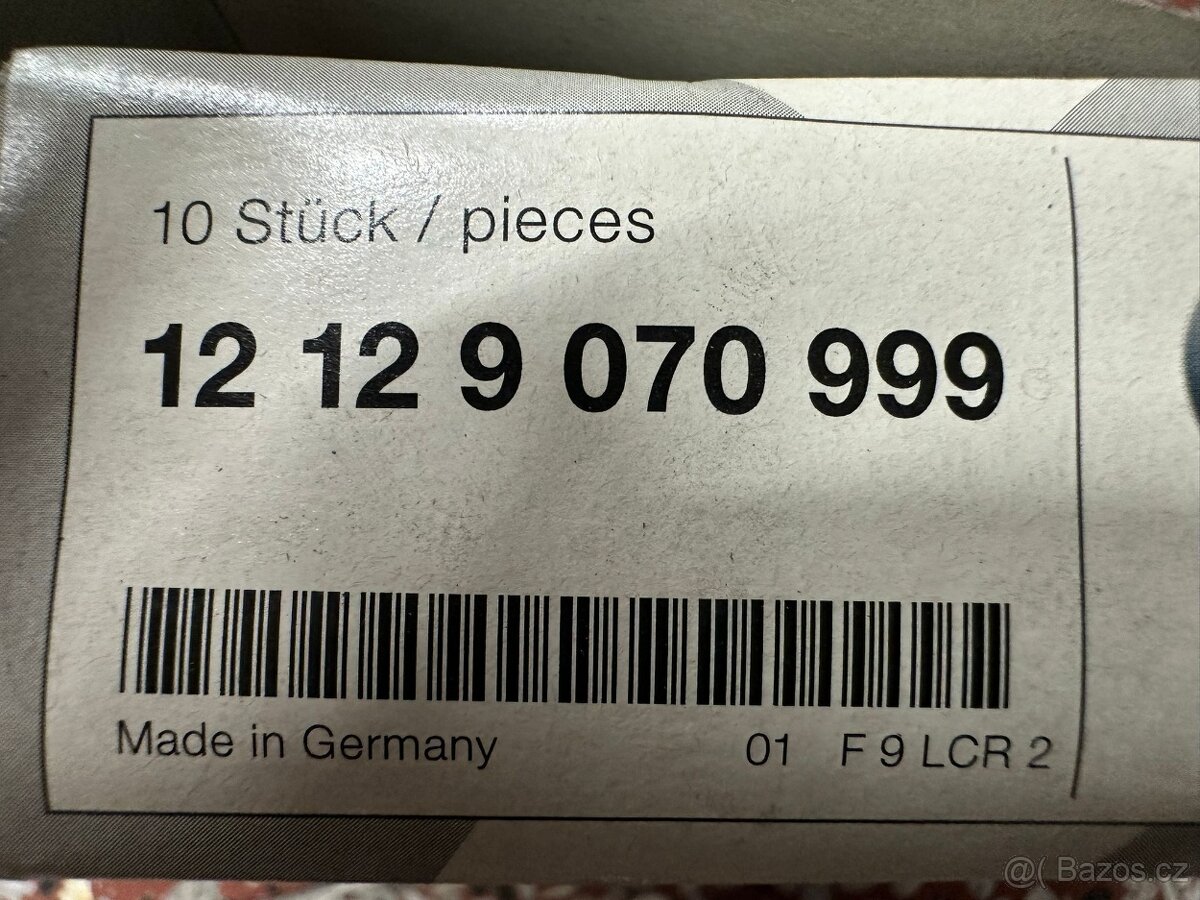 10 Stück / pieces
12 12 9 070 999
Made in Germany 01 F 9 LCR 2
@( Bazos.cz